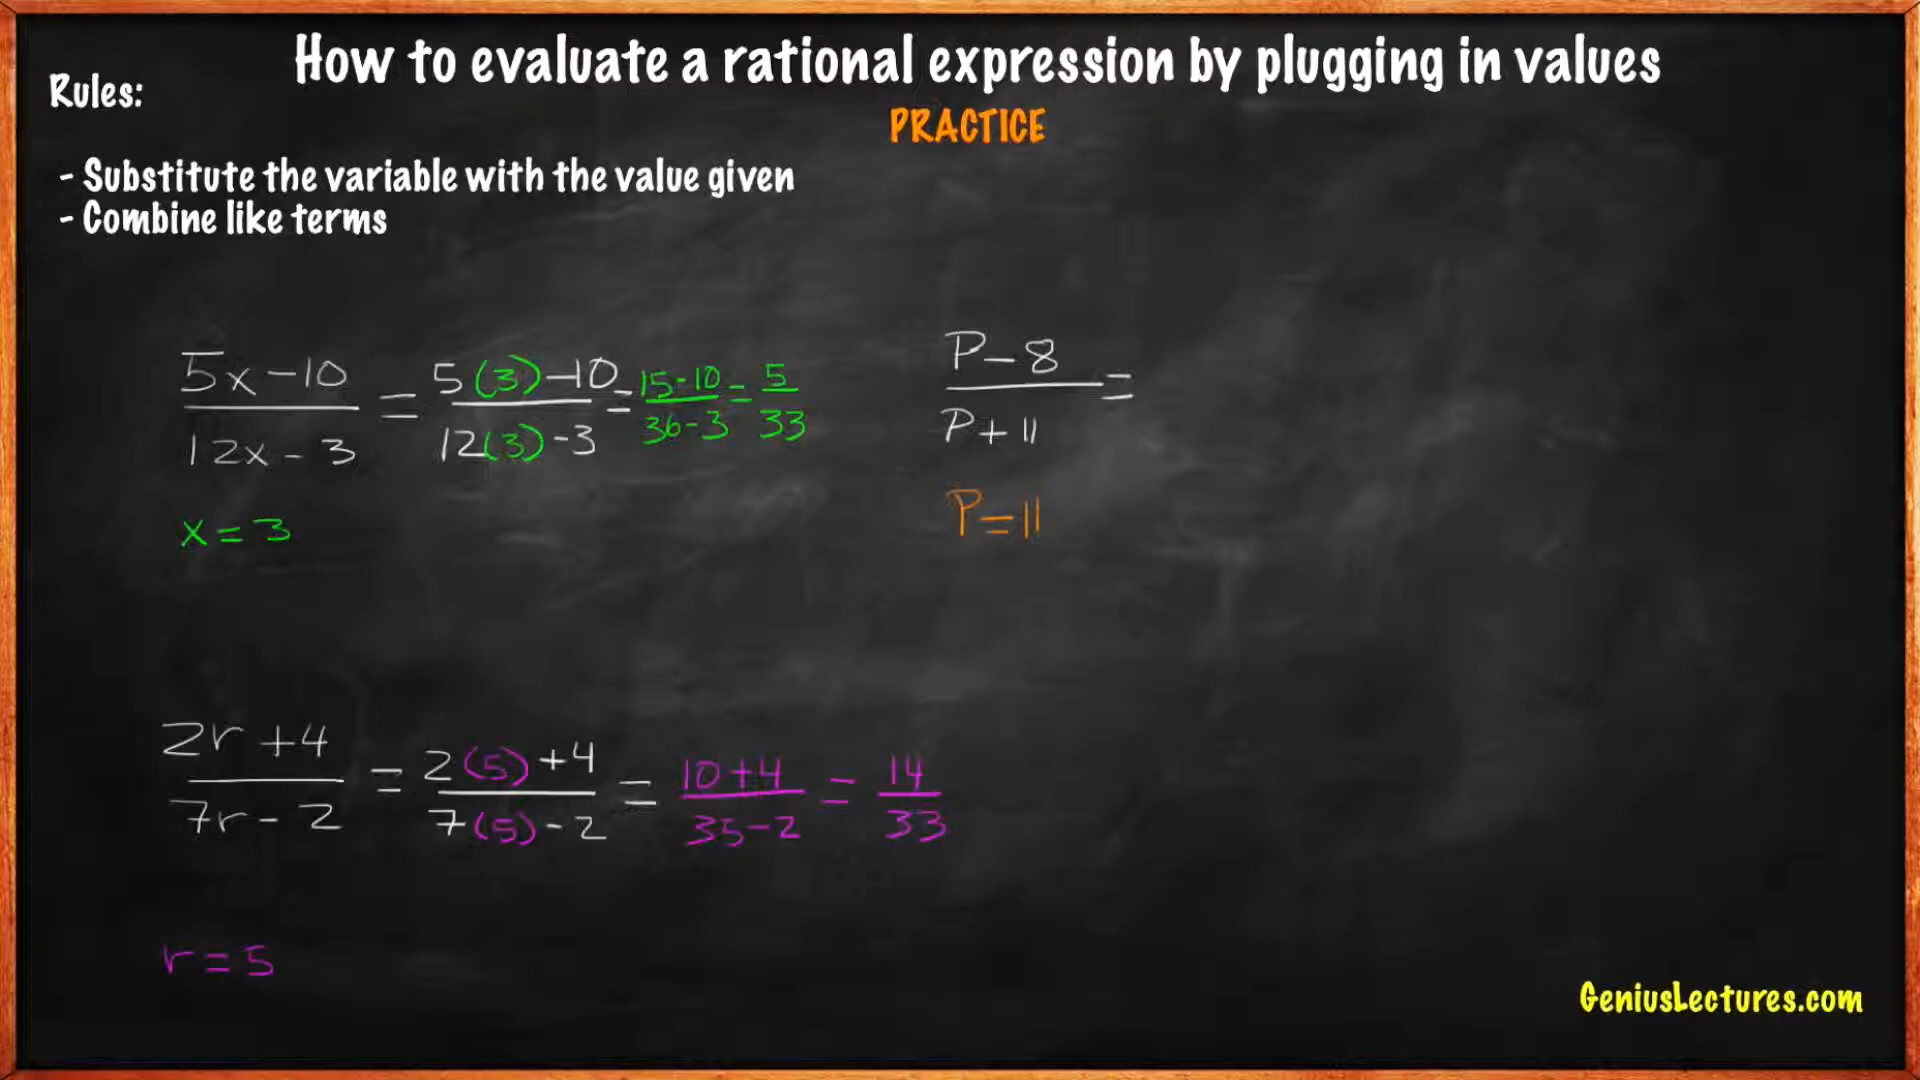 How to evaluate a rational expression by plugging in values
Rules:
PRACTICE
- Substitute the variable with the value given
- Combine like terms
5x-10 = 5(3)-10 = 15-10 = 5
12x-3 12(3)-3 36-3 33
x=3
P-8 =
P+11
P=11
2r+4 = 2(5)+4 = 10+4 = 14
7r-2 7(5)-2 35-2 33
r=5
GeniusLectures.com